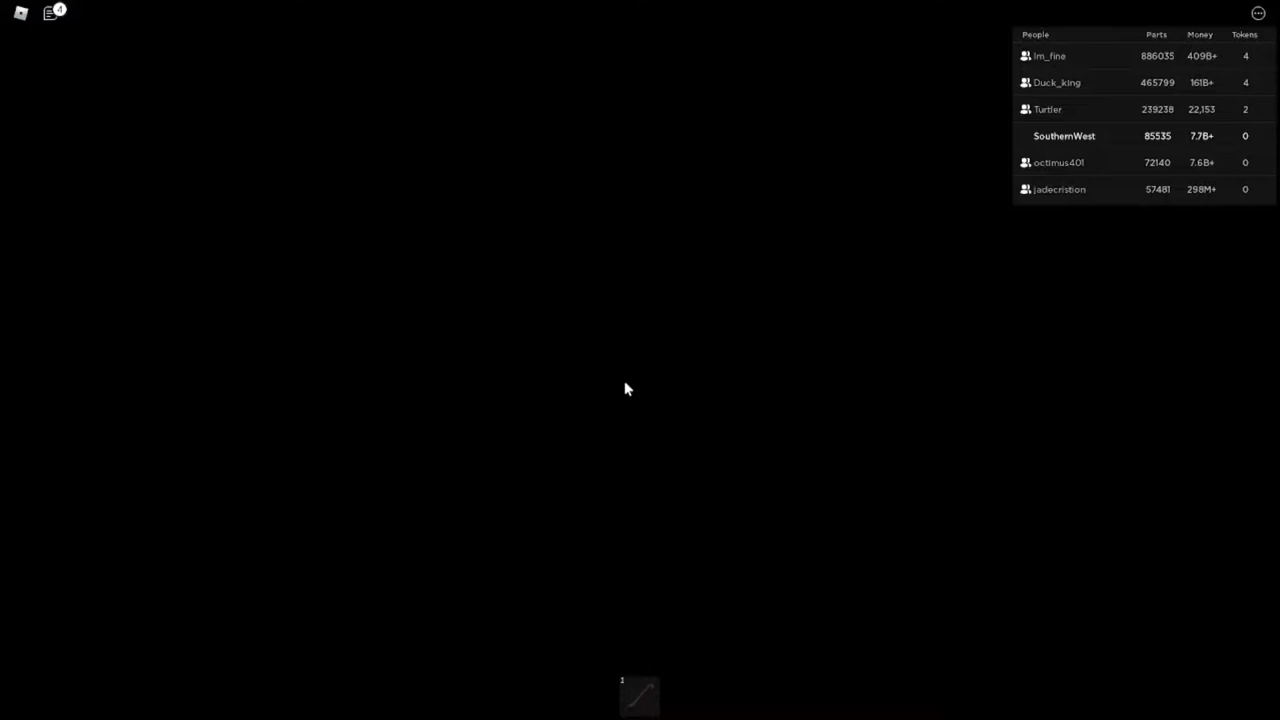 4
People Parts Money Tokens
Im_fine 886035 409B+ 4
Duck_king 465799 161B+ 4
Turtler 239238 22,153 2
SouthernWest 85535 7.7B+ 0
octimus401 72140 7.6B+ 0
jadecristion 57481 298M+ 0
1